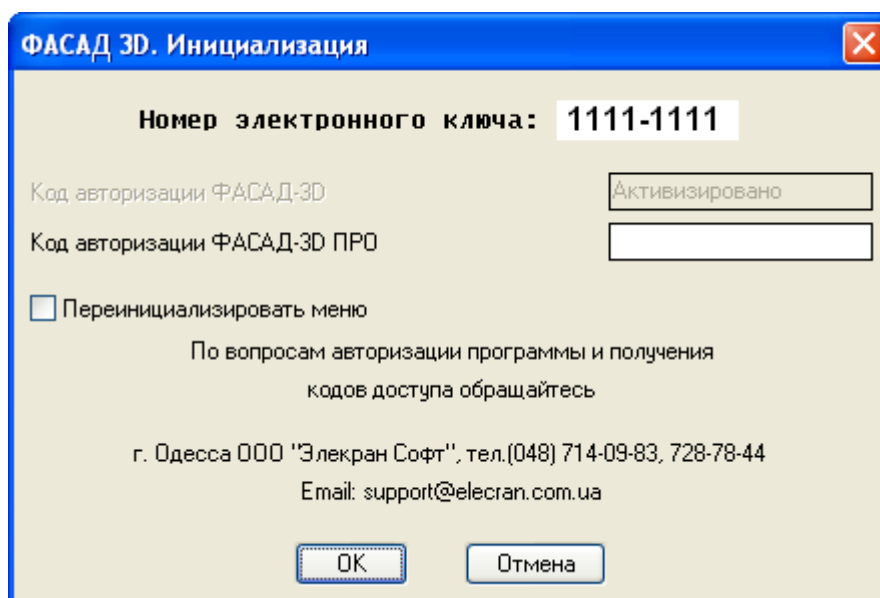 ФАСАД 3D. Инициализация
Номер электронного ключа: 1111-1111
Код авторизации ФАСАД-3D Активизировано
Код авторизации ФАСАД-3D ПРО
Переинициализировать меню
По вопросам авторизации программы и получения
кодов доступа обращайтесь
г. Одесса ООО "Элекран Софт", тел.(048) 714-09-83, 728-78-44
Email: support@elecran.com.ua
OK Отмена